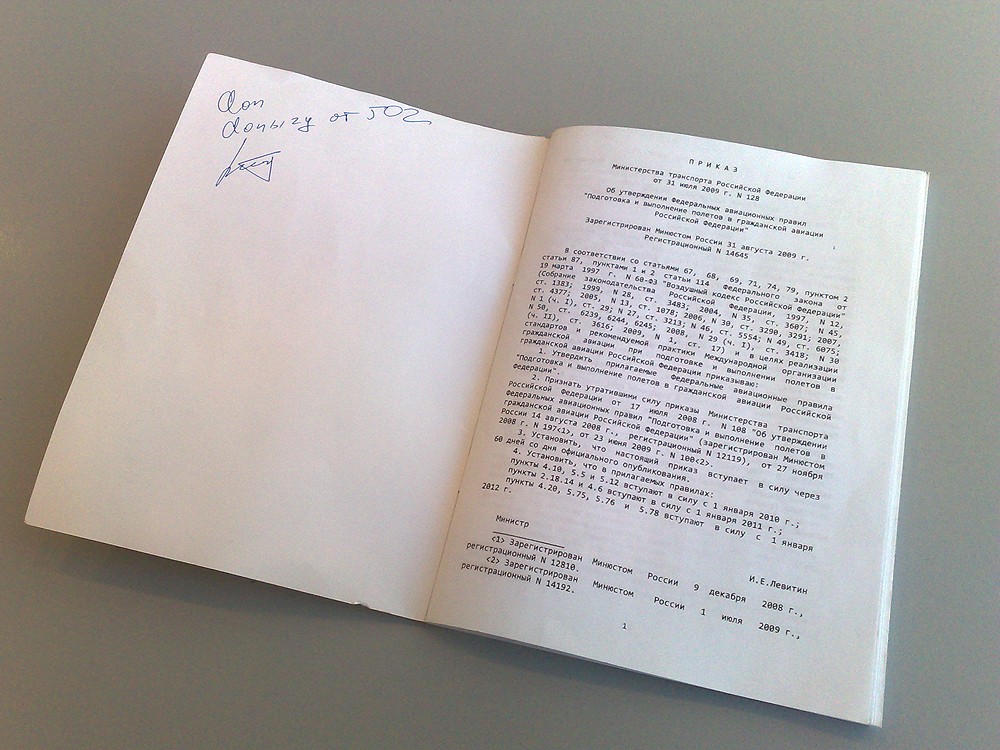 от 502
П Р И К А З
Министерства транспорта Российской Федерации
от 31 июля 2009 г. N 128
Об утверждении Федеральных авиационных правил
"Подготовка и выполнение полетов в гражданской авиации
Российской Федерации"
Зарегистрирован Минюстом России 31 августа 2009 г.
Регистрационный N 14645
В соответствии со статьями 67, 68, 69, 71, 74, 79, пунктом 2
статьи 87, пунктами 1 и 2 статьи 114 Федерального закона от
19 марта 1997 г. N 60-ФЗ "Воздушный кодекс Российской Федерации"
(Собрание законодательства Российской Федерации, 1997, N 12,
ст. 1383; 1999, N 28, ст. 3483; 2004, N 35, ст. 3607; N 45,
ст. 4377; 2005, N 13, ст. 1078; 2006, N 30, ст. 3290, 3291; 2007,
N 1 (ч. I), ст. 29; N 27, ст. 3213; N 46, ст. 5554; N 49, ст. 6075;
N 50, ст. 6239, 6244, 6245; 2008, N 29 (ч. I), ст. 3418; N 30
(ч. II), ст. 3616; 2009, N 1, ст. 17) и в целях реализации
стандартов и рекомендуемой практики Международной организации
гражданской авиации при подготовке и выполнении полетов в
гражданской авиации Российской Федерации приказываю:
1. Утвердить прилагаемые Федеральные авиационные правила
"Подготовка и выполнение полетов в гражданской авиации Российской
Федерации".
2. Признать утратившими силу приказы Министерства транспорта
Российской Федерации от 17 июля 2008 г. N 108 "Об утверждении
Федеральных авиационных правил "Подготовка и выполнение полетов в
гражданской авиации Российской Федерации" (зарегистрирован Минюстом
России 14 августа 2008 г., регистрационный N 12119), от 27 ноября
2008 г. N 197<1>, от 23 июня 2009 г. N 100<2>.
3. Установить, что настоящий приказ вступает в силу через
60 дней со дня официального опубликования.
4. Установить, что в прилагаемых правилах:
пункты 4.10, 5.5 и 5.12 вступают в силу с 1 января 2010 г.;
пункты 2.18.14 и 4.6 вступают в силу с 1 января 2011 г.;
пункты 4.20, 5.75, 5.76 и 5.78 вступают в силу с 1 января
2012 г.
Министр
И.Е.Левитин
<1> Зарегистрирован Минюстом России 9 декабря 2008 г.,
регистрационный N 12810.
<2> Зарегистрирован Минюстом России 1 июля 2009 г.,
регистрационный N 14192.
1